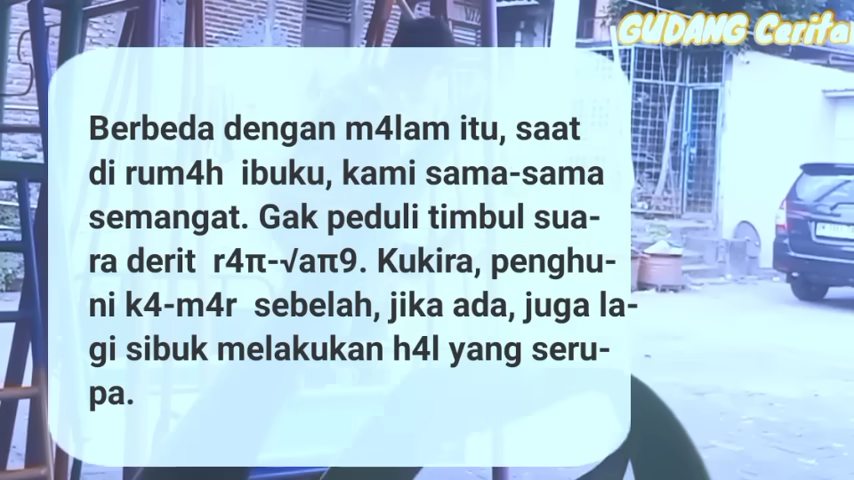 GUDANG Cerita
Berbeda dengan m4lam itu, saat
di rum4h ibuku, kami sama-sama
semangat. Gak peduli timbul sua-
ra derit r4π-√aπ9. Kukira, penghu-
ni k4-m4r sebelah, jika ada, juga la-
gi sibuk melakukan h4l yang seru-
pa.